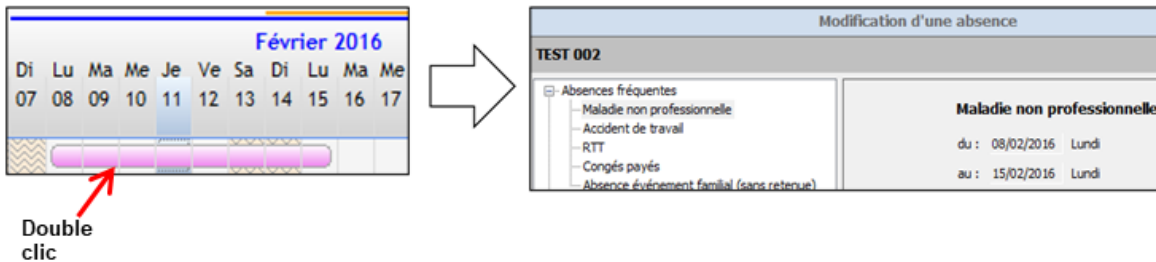 Février 2016
Di Lu Ma Me Je Ve Sa Di Lu Ma Me
07 08 09 10 11 12 13 14 15 16 17
Double
clic
Modification d'une absence
TEST 002
Absences fréquentes
Maladie non professionnelle
Accident de travail
RTT
Congés payés
Absence événement familial (sans retenue)
Maladie non professionnelle
du : 08/02/2016 Lundi
au : 15/02/2016 Lundi